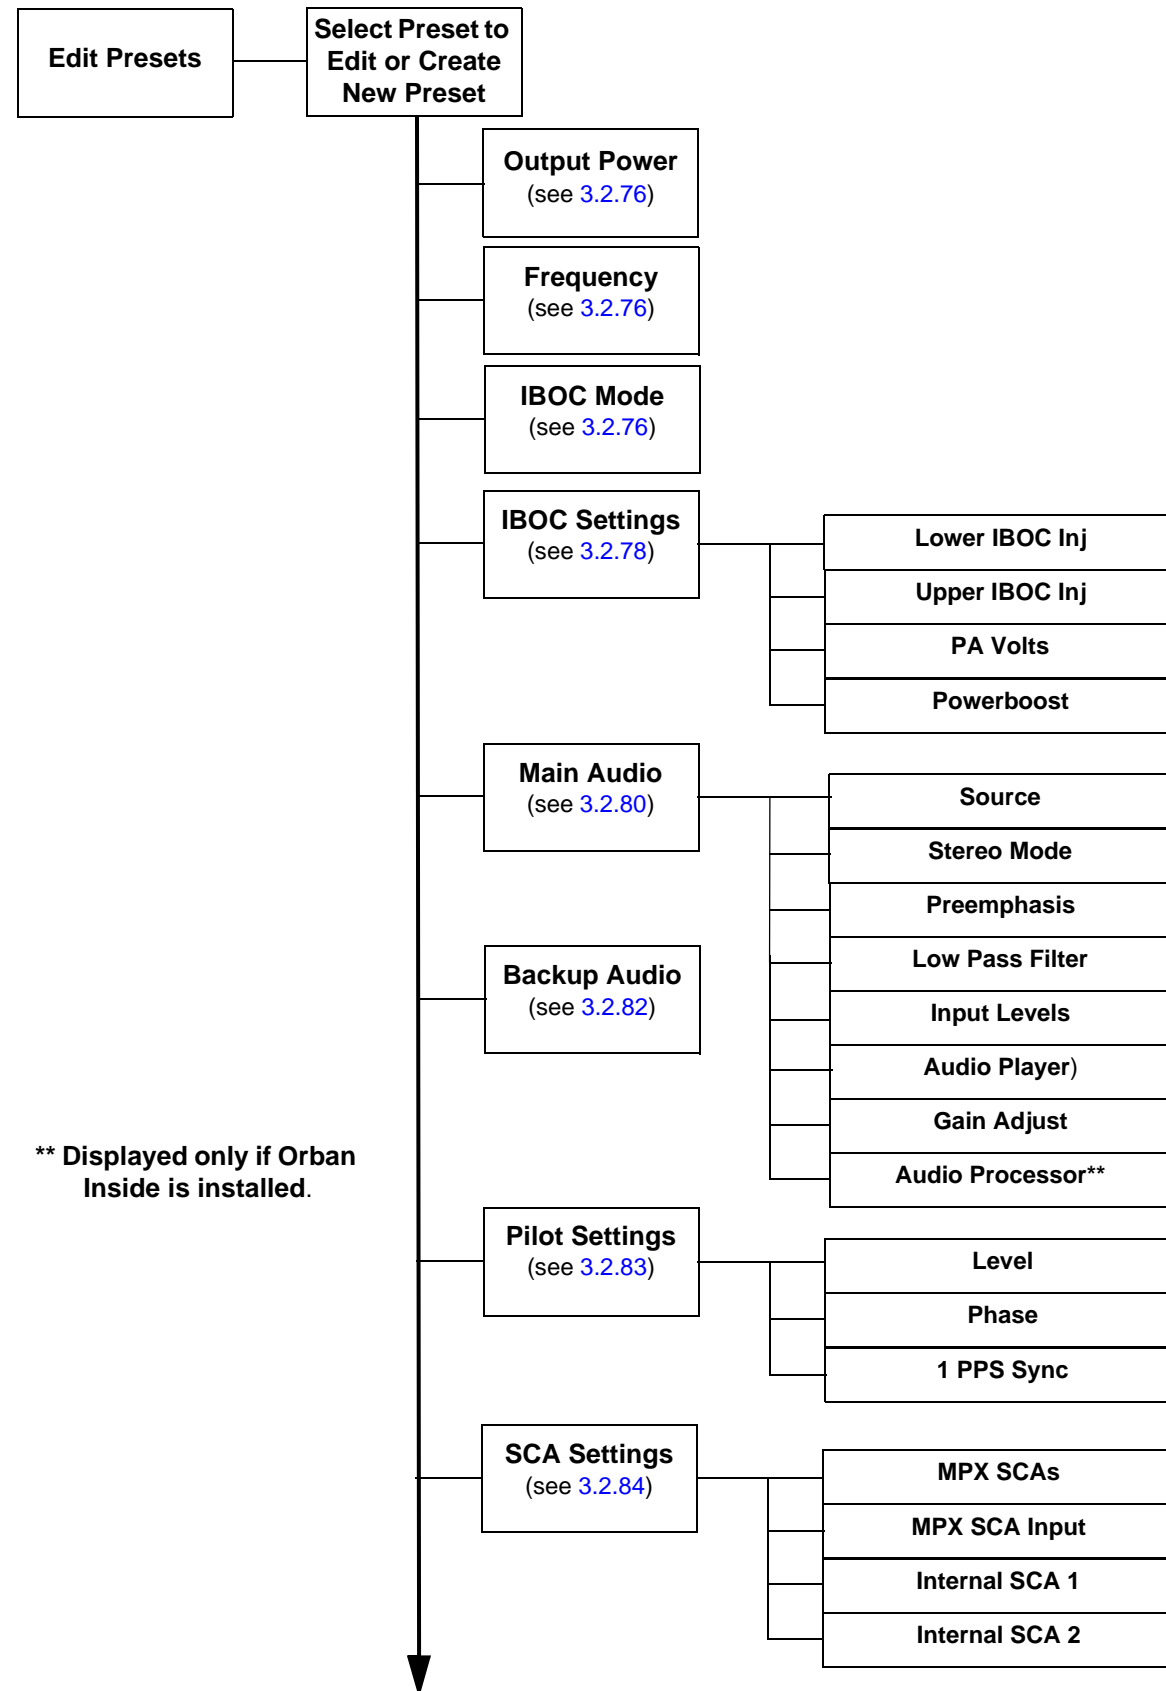 Edit Presets
Select Preset to
Edit or Create
New Preset
Output Power
(see 3.2.76)
Frequency
(see 3.2.76)
IBOC Mode
(see 3.2.76)
IBOC Settings
(see 3.2.78)
Lower IBOC Inj
Upper IBOC Inj
PA Volts
Powerboost
Main Audio
(see 3.2.80)
Source
Stereo Mode
Preemphasis
Low Pass Filter
Input Levels
Audio Player)
Gain Adjust
Audio Processor**
Backup Audio
(see 3.2.82)
** Displayed only if Orban
Inside is installed.
Pilot Settings
(see 3.2.83)
Level
Phase
1 PPS Sync
SCA Settings
(see 3.2.84)
MPX SCAs
MPX SCA Input
Internal SCA 1
Internal SCA 2